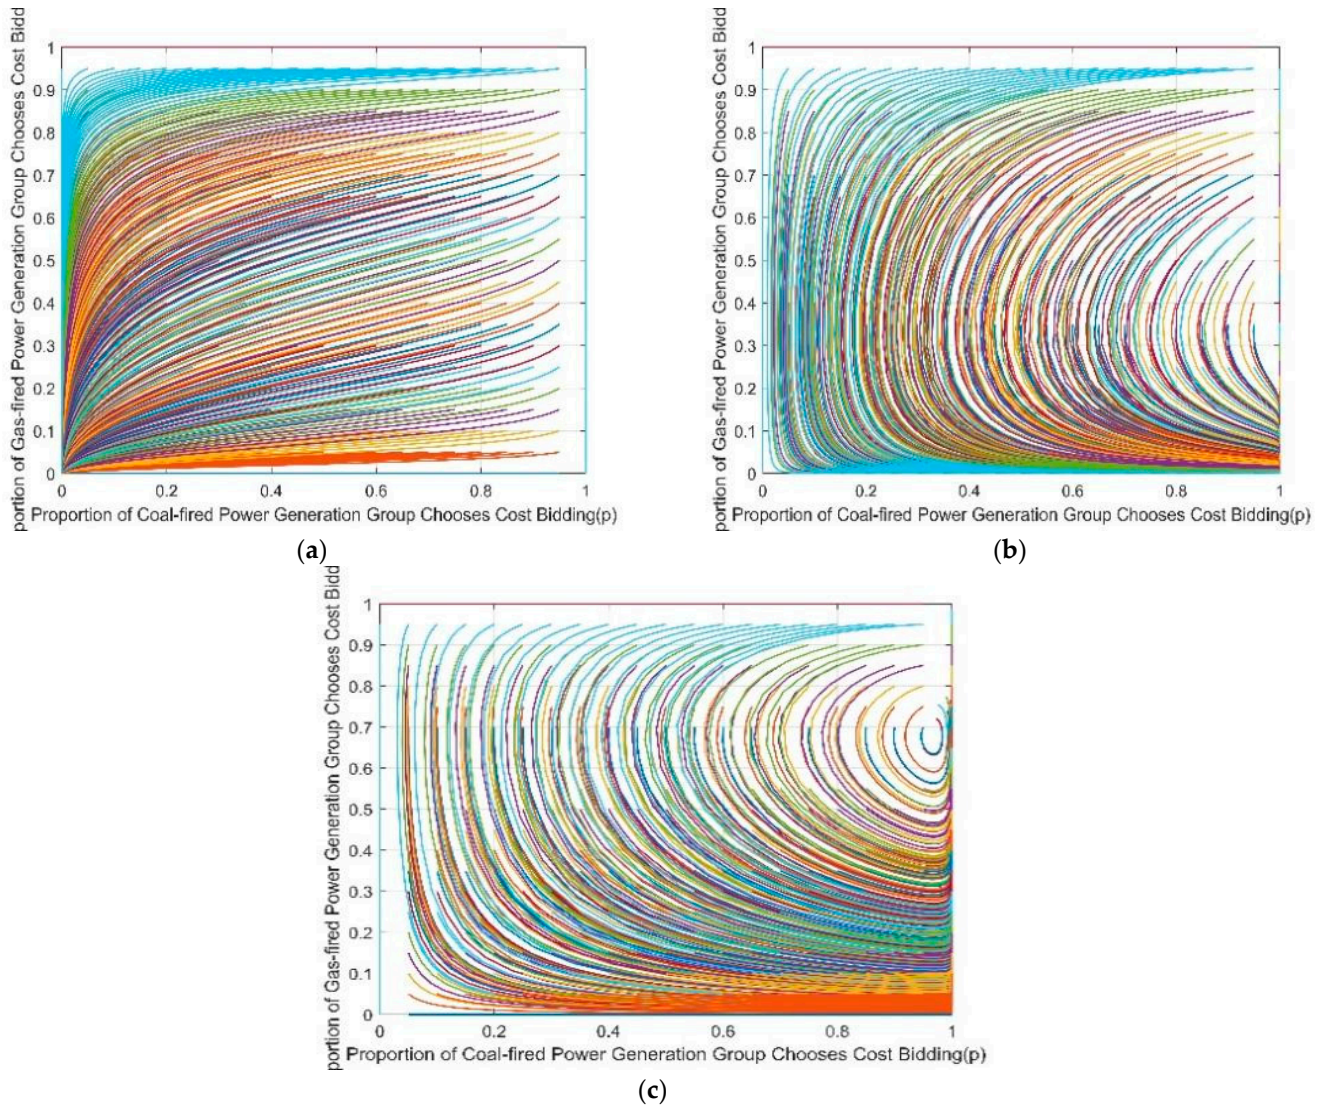 portion of Gas-fired Power Generation Group Chooses Cost Bidd
1
0.9
0.8
0.7
0.6
0.5
0.4
0.3
0.2
0.1
0
0 0.2 0.4 0.6 0.8 1
Proportion of Coal-fired Power Generation Group Chooses Cost Bidding(p)
(a)
portion of Gas-fired Power Generation Group Chooses Cost Bidd
1
0.9
0.8
0.7
0.6
0.5
0.4
0.3
0.2
0.1
0
0 0.2 0.4 0.6 0.8 1
Proportion of Coal-fired Power Generation Group Chooses Cost Bidding(p)
(b)
portion of Gas-fired Power Generation Group Chooses Cost Bidd
1
0.9
0.8
0.7
0.6
0.5
0.4
0.3
0.2
0.1
0
0 0.2 0.4 0.6 0.8 1
Proportion of Coal-fired Power Generation Group Chooses Cost Bidding(p)
(c)